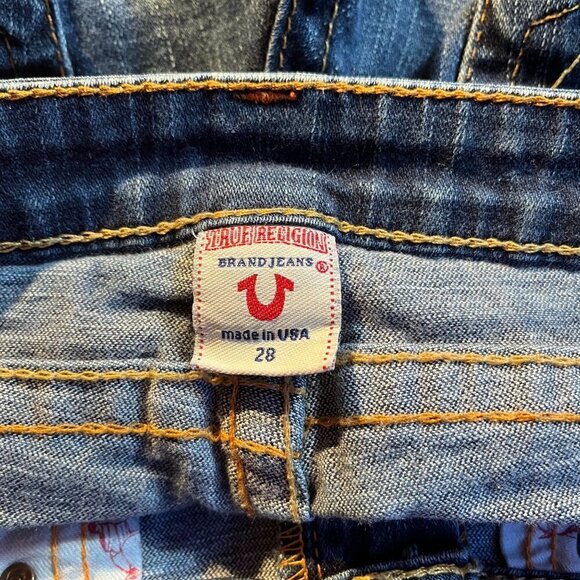 TRUE RELIGION
BRAND JEANS ®
made in USA
28